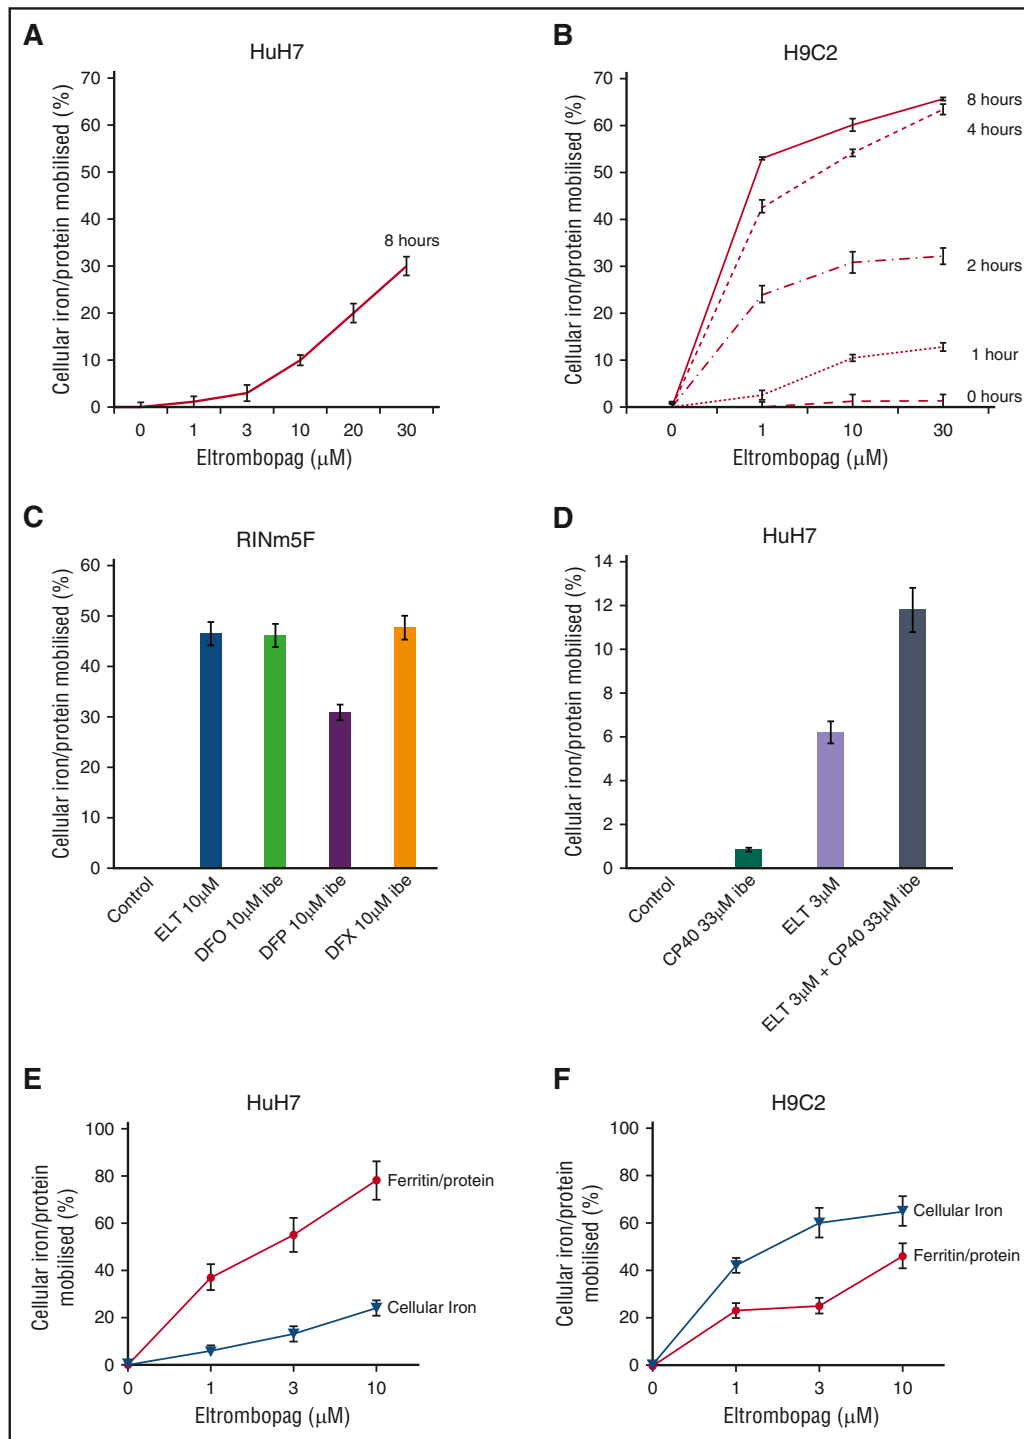 A
HuH7
Cellular iron/protein mobilised (%)
70
60
50
40
30
20
10
0
8 hours
0 1 3 10 20 30
Eltrombopag (μM)
B
H9C2
Cellular iron/protein mobilised (%)
70
60
50
40
30
20
10
0
8 hours
4 hours
2 hours
1 hour
0 hours
0 1 10 30
Eltrombopag (μM)
C
RINm5F
Cellular iron/protein mobilised (%)
60
50
40
30
20
10
0
Control
ELT 10μM
DFO 10μM ibe
DFP 10μM ibe
DFX 10μM ibe
D
HuH7
Cellular iron/protein mobilised (%)
14
12
10
8
6
4
2
0
Control
CP40 33μM ibe
ELT 3μM
ELT 3μM + CP40 33μM ibe
E
HuH7
Cellular iron/protein
mobilised (%)
100
80
60
40
20
0
Ferritin/protein
Cellular Iron
0 1 3 10
Eltrombopag (μM)
F
H9C2
Cellular iron/protein
mobilised (%)
100
80
60
40
20
0
Cellular Iron
Ferritin/protein
0 1 3 10
Eltrombopag (μM)